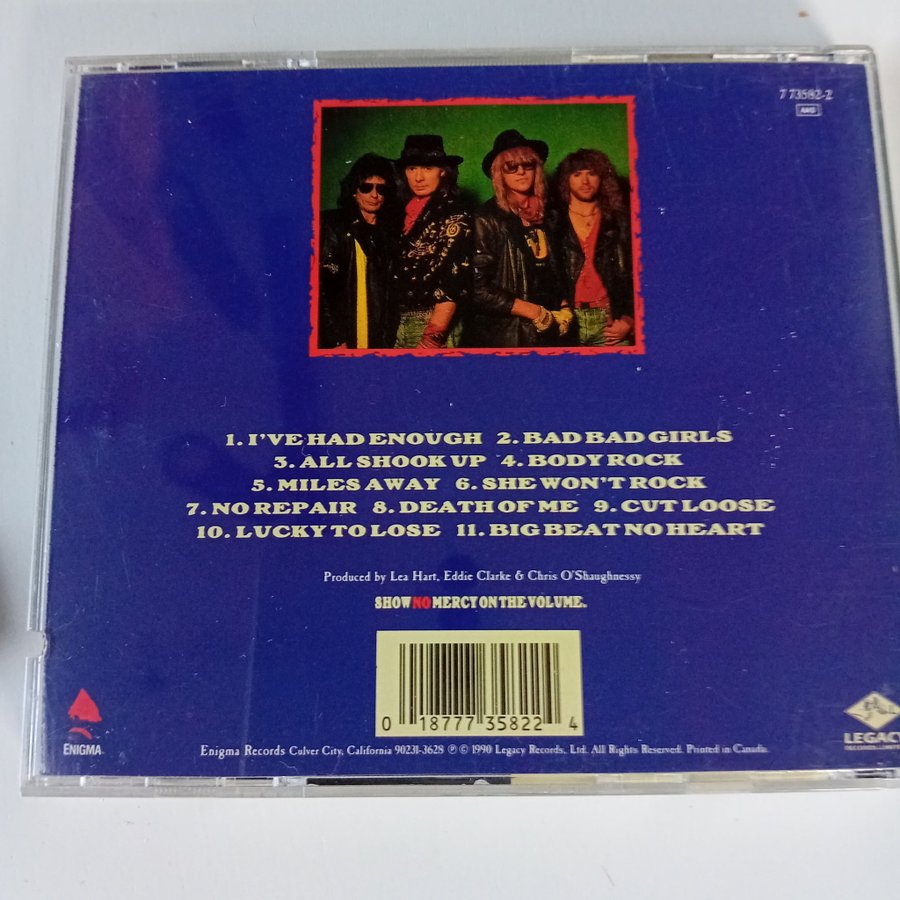 7 73582-2
1. I'VE HAD ENOUGH 2. BAD BAD GIRLS
3. ALL SHOOK UP 4. BODY ROCK
5. MILES AWAY 6. SHE WON'T ROCK
7. NO REPAIR 8. DEATH OF ME 9. CUT LOOSE
10. LUCKY TO LOSE 11. BIG BEAT NO HEART
Produced by Lea Hart, Eddie Clarke & Chris O'Shaughnessy
SHOW NO MERCY ON THE VOLUME.
0 18777 35822 4
ENIGMA
LEGACY
Enigma Records Culver City, California 90231-3628 ℗ © 1990 Legacy Records, Ltd. All Rights Reserved. Printed in Canada.